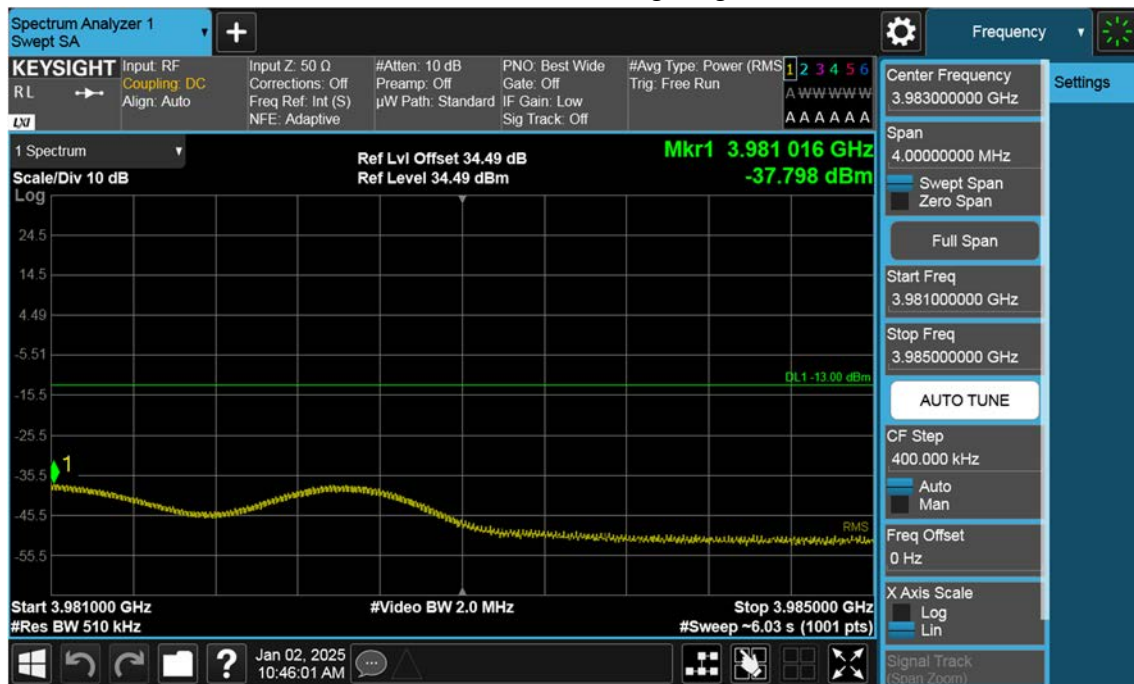 Spectrum Analyzer 1
Swept SA
+
Frequency
KEYSIGHT
RL
LXI
Input: RF
Coupling: DC
Align: Auto
Input Z: 50 Ω
Corrections: Off
Freq Ref: Int (S)
NFE: Adaptive
#Atten: 10 dB
Preamp: Off
µW Path: Standard
PNO: Best Wide
Gate: Off
IF Gain: Low
Sig Track: Off
#Avg Type: Power (RMS
Trig: Free Run
1 2 3 4 5 6
A W W W W W
A A A A A A
1 Spectrum
Scale/Div 10 dB
Log
Ref Lvl Offset 34.49 dB
Ref Level 34.49 dBm
Mkr1 3.981 016 GHz
-37.798 dBm
24.5
14.5
4.49
-5.51
DL1 -13.00 dBm
-15.5
-25.5
1
-35.5
-45.5
RMS
-55.5
Start 3.981000 GHz
#Res BW 510 kHz
#Video BW 2.0 MHz
Stop 3.985000 GHz
#Sweep ~6.03 s (1001 pts)
Center Frequency
3.983000000 GHz
Span
4.00000000 MHz
Swept Span
Zero Span
Full Span
Start Freq
3.981000000 GHz
Stop Freq
3.985000000 GHz
AUTO TUNE
CF Step
400.000 kHz
Auto
Man
Freq Offset
0 Hz
X Axis Scale
Log
Lin
Signal Track
(Span Zoom)
Settings
?
Jan 02, 2025
10:46:01 AM